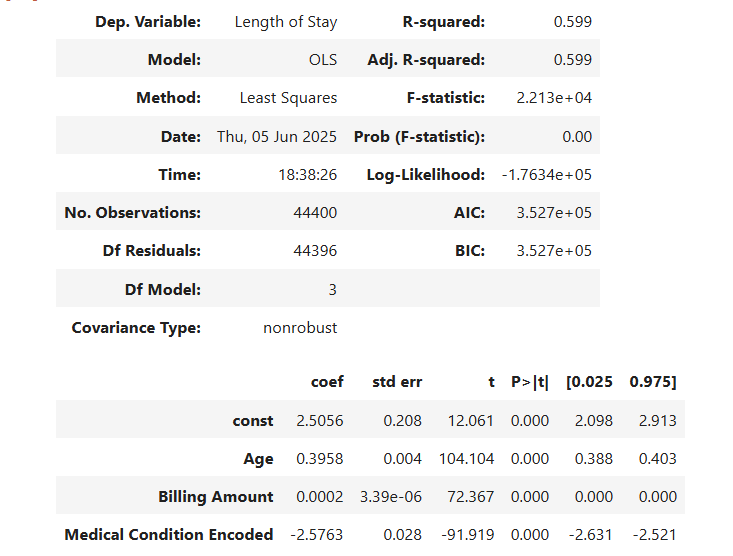 Dep. Variable: Length of Stay R-squared: 0.599
Model: OLS Adj. R-squared: 0.599
Method: Least Squares F-statistic: 2.213e+04
Date: Thu, 05 Jun 2025 Prob (F-statistic): 0.00
Time: 18:38:26 Log-Likelihood: -1.7634e+05
No. Observations: 44400 AIC: 3.527e+05
Df Residuals: 44396 BIC: 3.527e+05
Df Model: 3
Covariance Type: nonrobust
coef std err t P>|t| [0.025 0.975]
const 2.5056 0.208 12.061 0.000 2.098 2.913
Age 0.3958 0.004 104.104 0.000 0.388 0.403
Billing Amount 0.0002 3.39e-06 72.367 0.000 0.000 0.000
Medical Condition Encoded -2.5763 0.028 -91.919 0.000 -2.631 -2.521